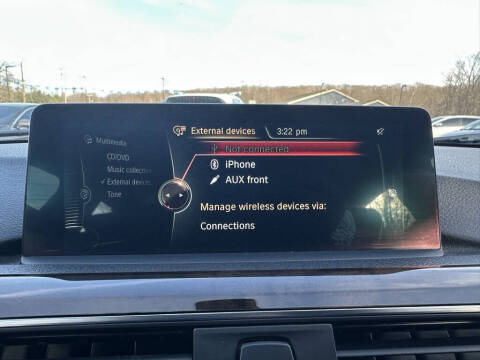 Multimedia
CD/DVD
Music collection
✓ External devices
Tone
External devices
3:22 pm
Not connected
iPhone
AUX front
Manage wireless devices via:
Connections